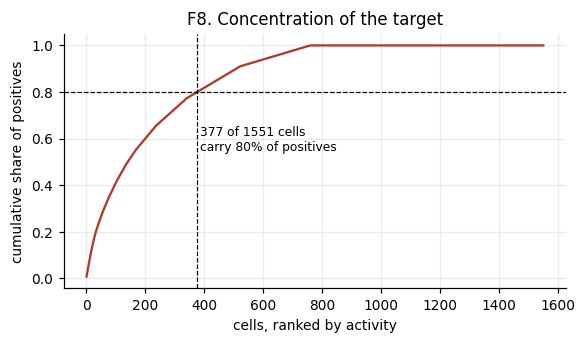 F8. Concentration of the target
cumulative share of positives
1.0
0.8
0.6
0.4
0.2
0.0
377 of 1551 cells
carry 80% of positives
0 200 400 600 800 1000 1200 1400 1600
cells, ranked by activity